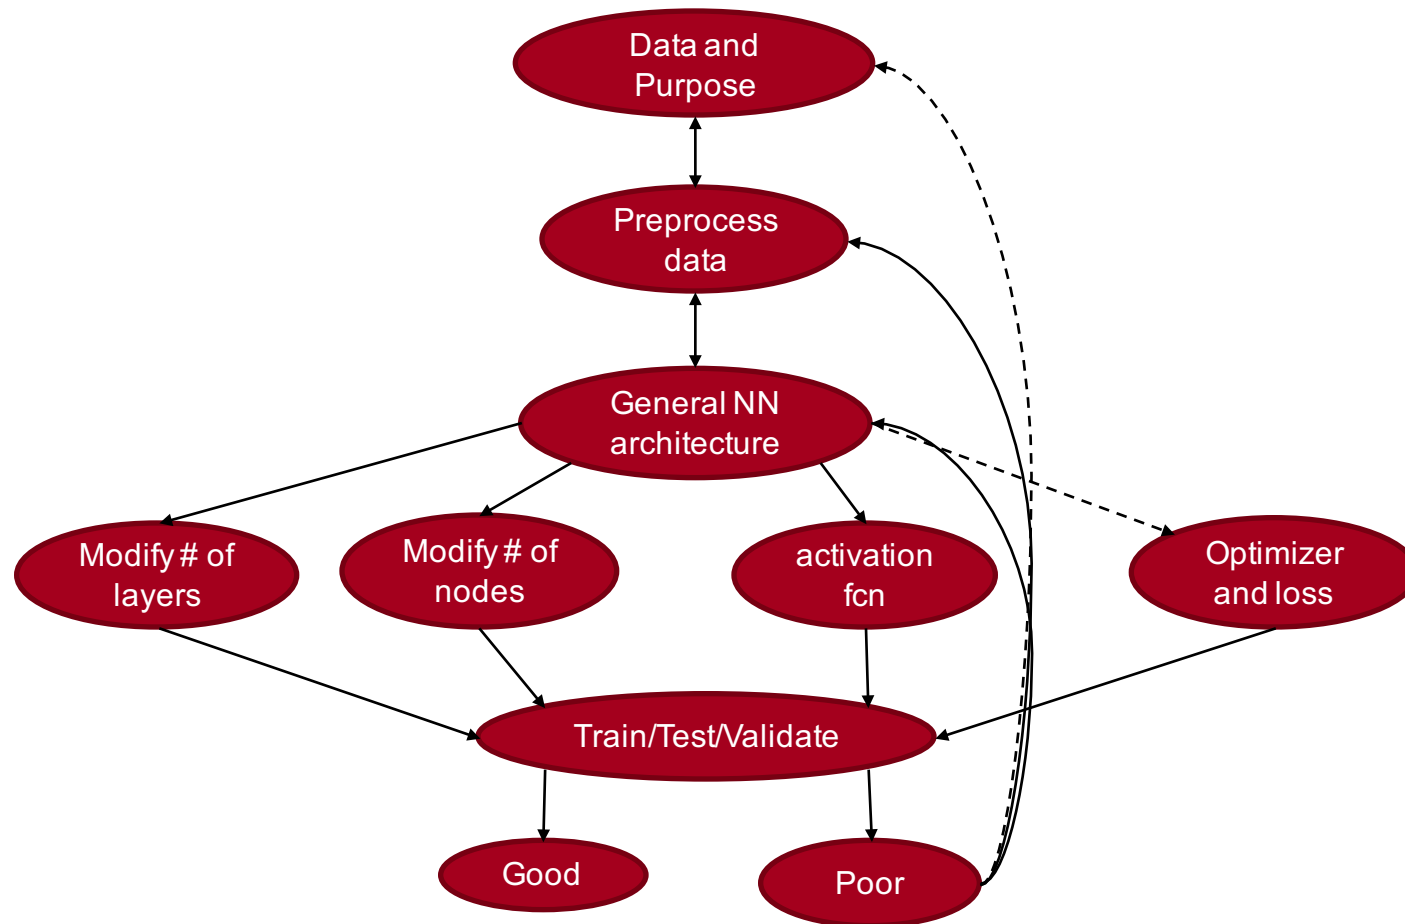 Data and
Purpose
Preprocess
data
General NN
architecture
Modify # of
layers
Modify # of
nodes
activation
fcn
Optimizer
and loss
Train/Test/Validate
Good
Poor